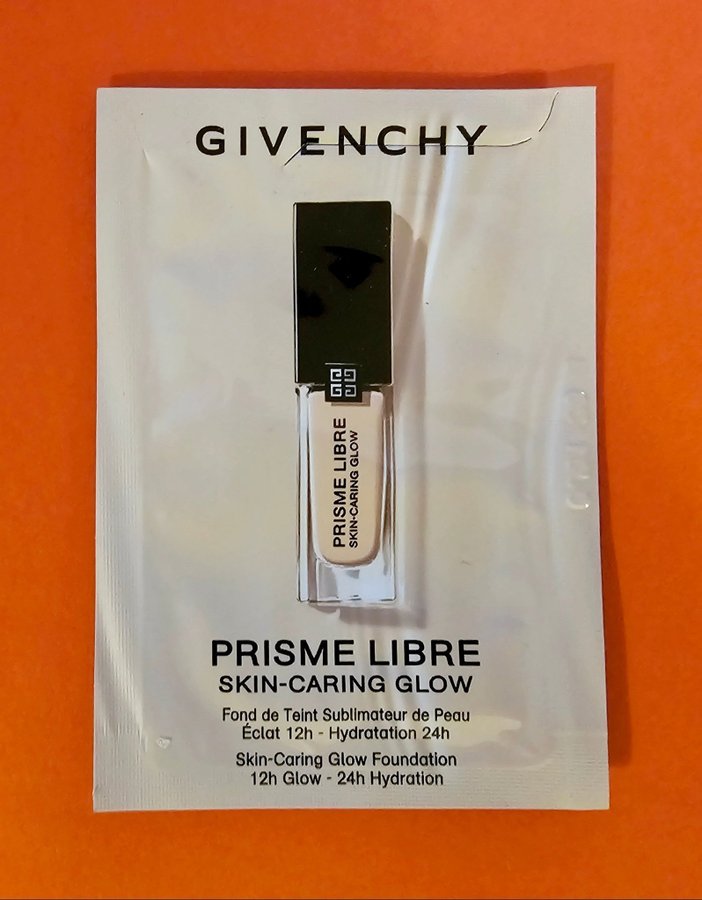 GIVENCHY
PRISME LIBRE
SKIN-CARING GLOW
PRISME LIBRE
SKIN-CARING GLOW
Fond de Teint Sublimateur de Peau
Éclat 12h - Hydratation 24h
Skin-Caring Glow Foundation
12h Glow - 24h Hydration